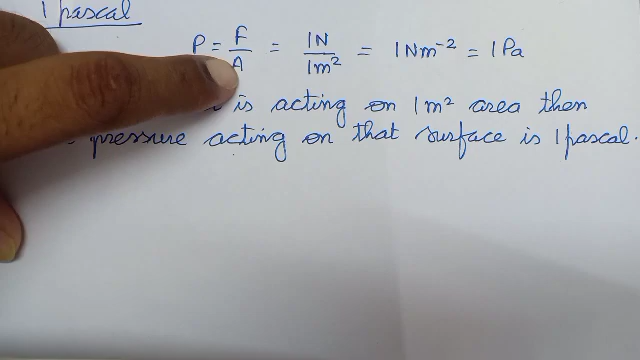 1 pascal
P = F/A = 1N/1m² = 1Nm⁻² = 1Pa
is acting on 1m² area then
pressure acting on that surface is 1 pascal.